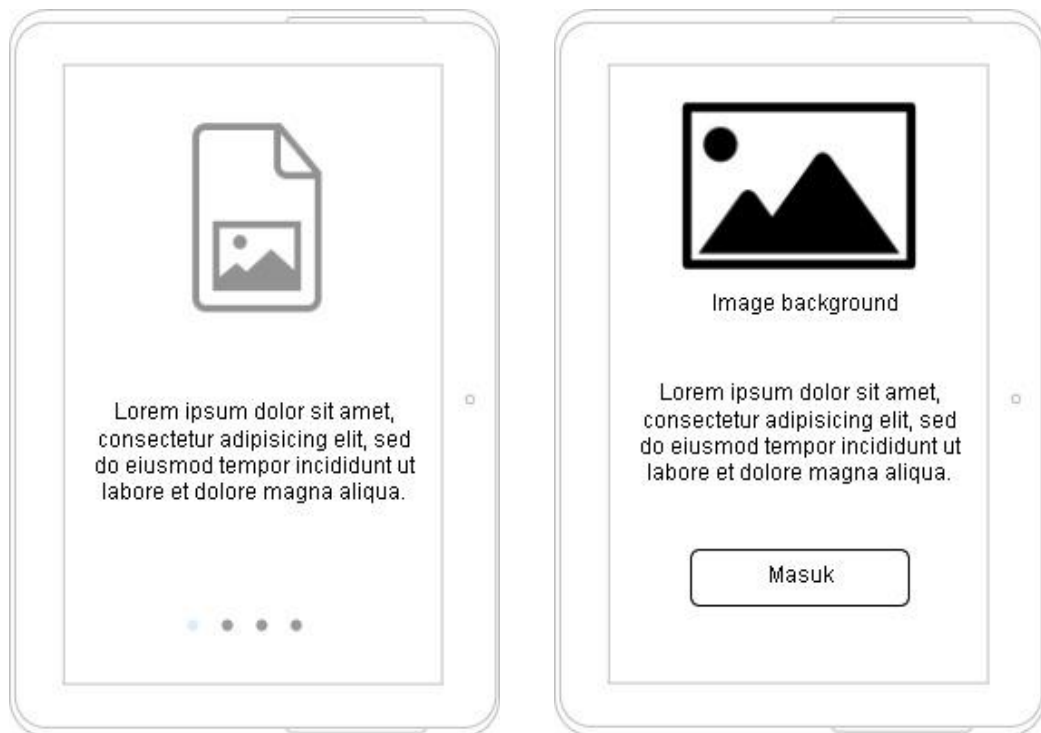 Lorem ipsum dolor sit amet,
consectetur adipisicing elit, sed
do eiusmod tempor incididunt ut
labore et dolore magna aliqua.
Image background
Lorem ipsum dolor sit amet,
consectetur adipisicing elit, sed
do eiusmod tempor incididunt ut
labore et dolore magna aliqua.
Masuk